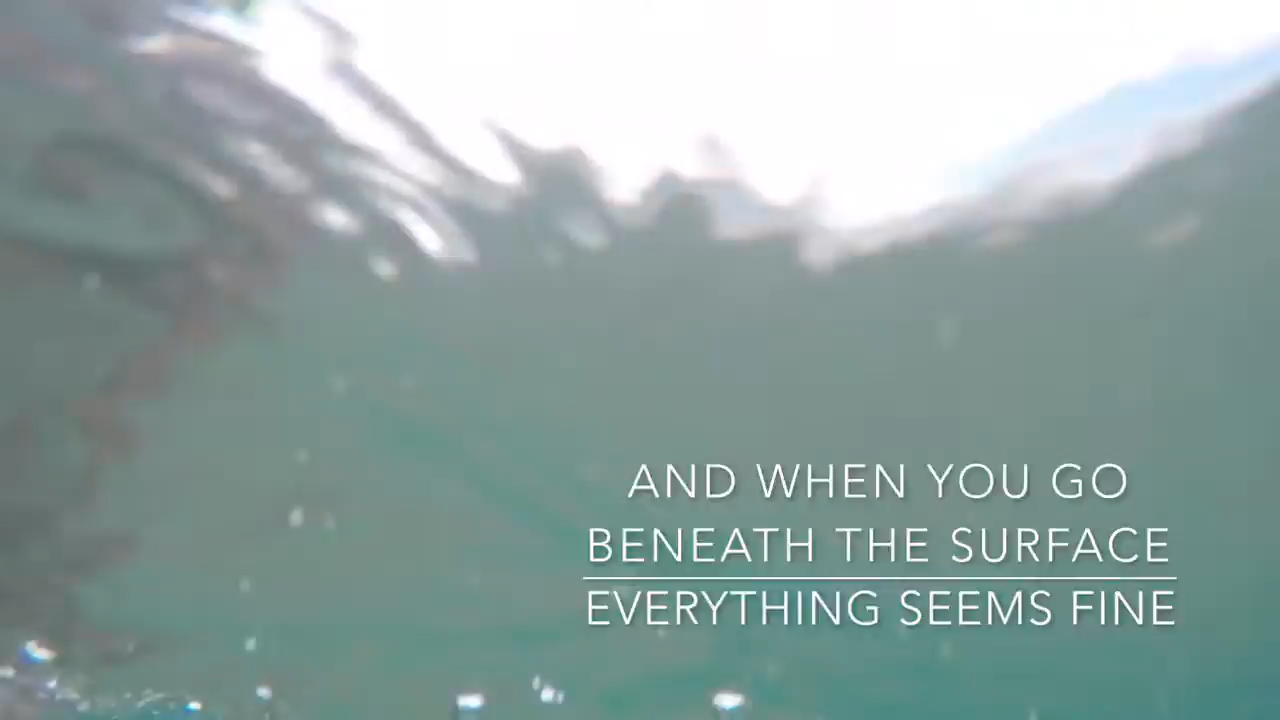 AND WHEN YOU GO
BENEATH THE SURFACE
EVERYTHING SEEMS FINE